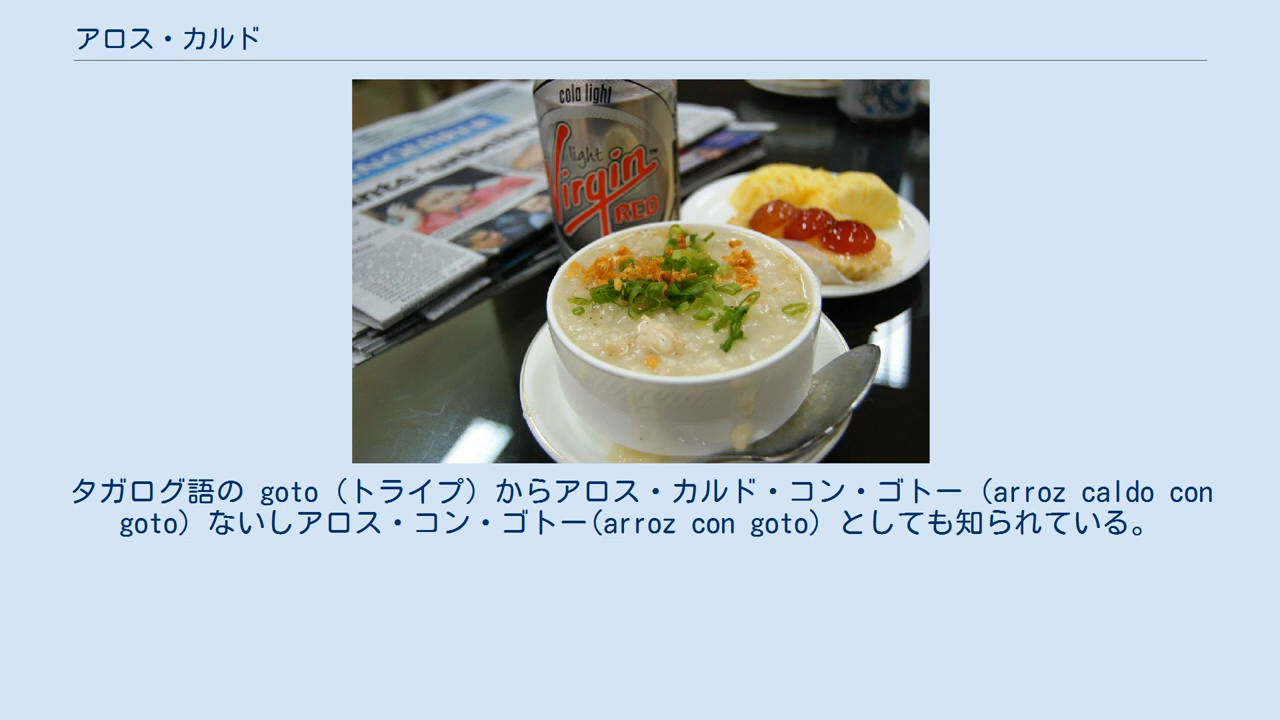 アロス・カルド
cola light
light
Virgin
RED
タガログ語の goto (トライプ) からアロス・カルド・コン・ゴトー (arroz caldo con
goto) ないしアロス・コン・ゴトー(arroz con goto) としても知られている。